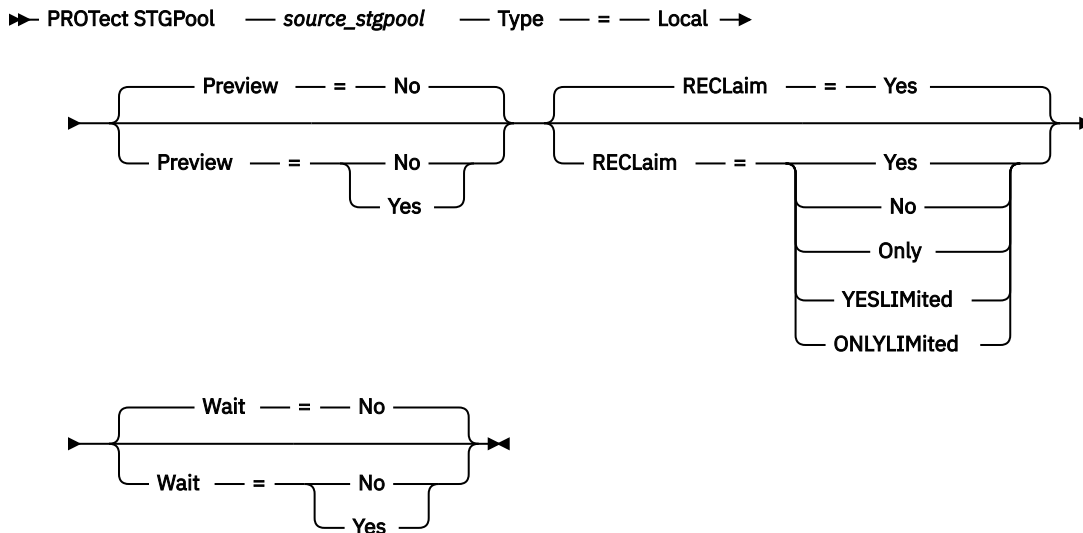 PROTect STGPool source_stgpool Type = Local
Preview = No RECLaim = Yes
Preview = No RECLaim = Yes
Yes No
Only
YESLIMited
ONLYLIMited
Wait = No
Wait = No
Yes